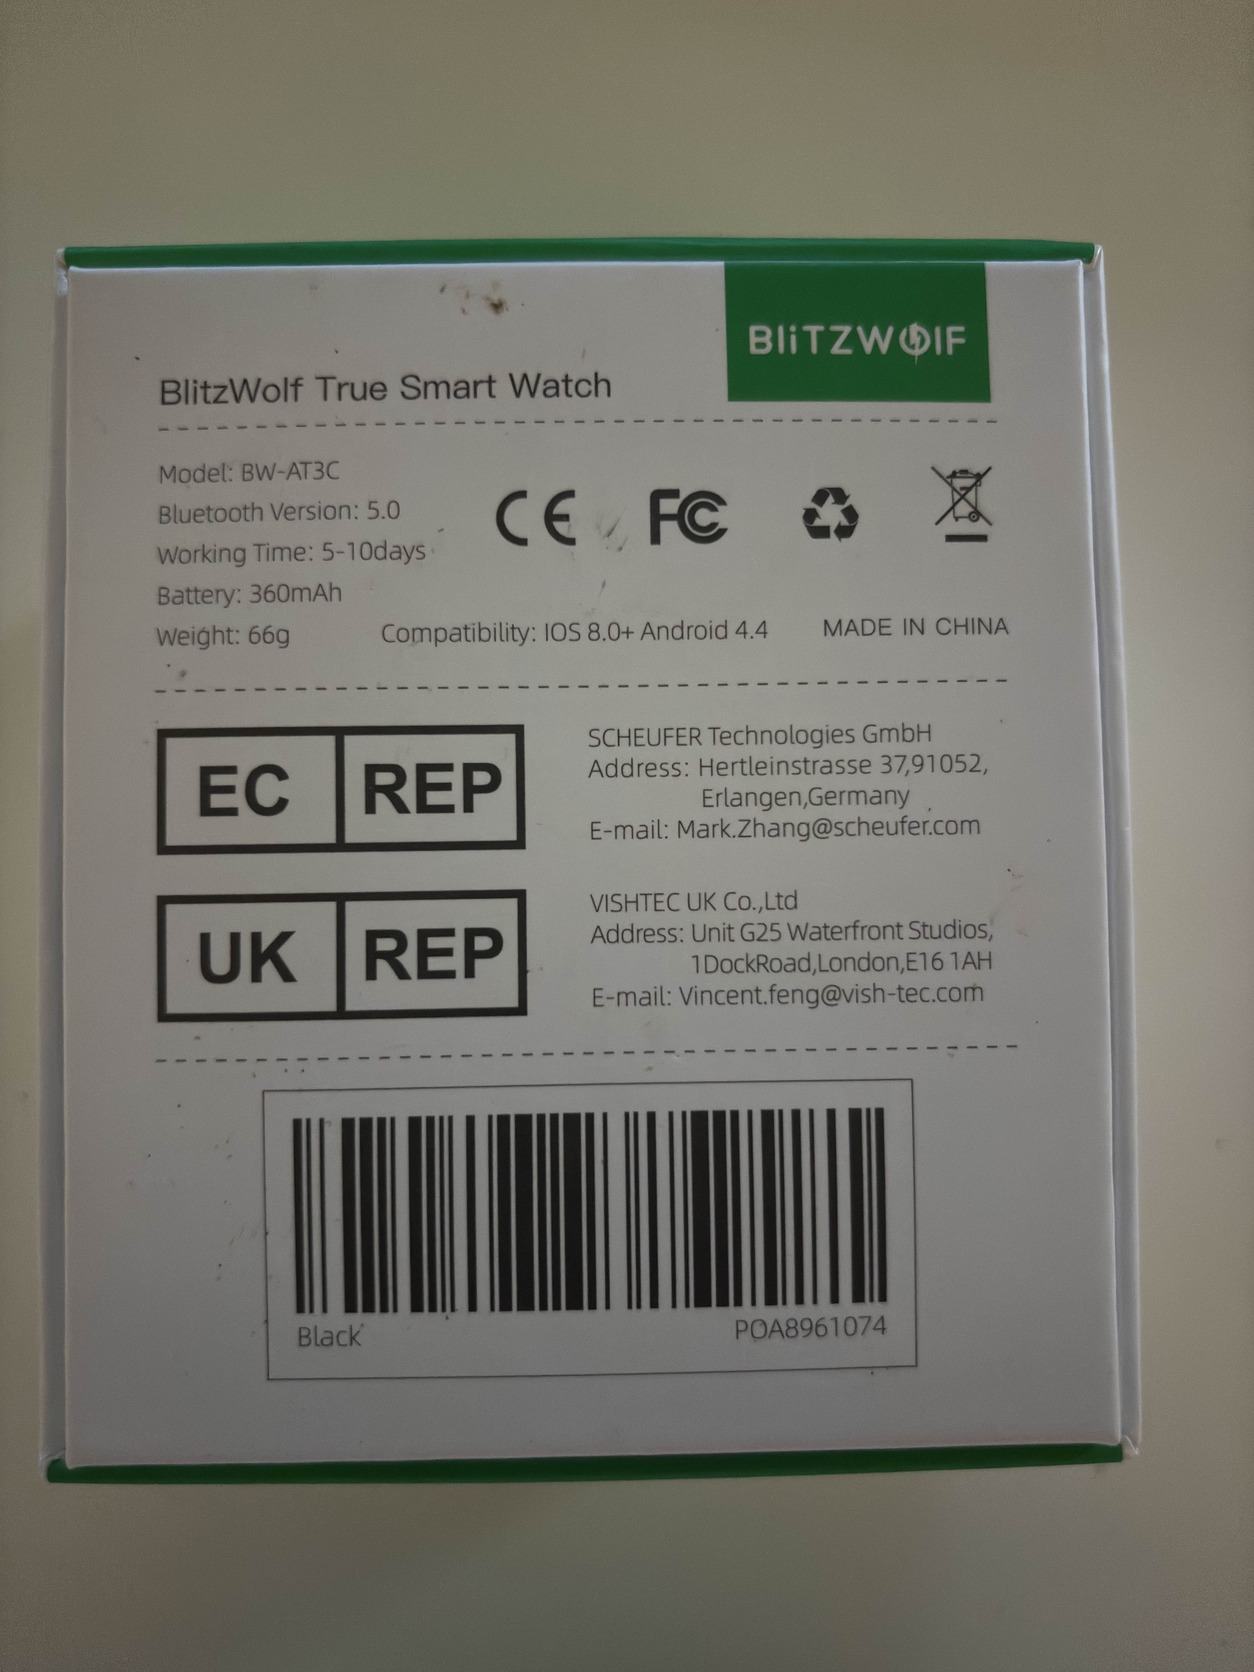 BLiTZWOlF
BlitzWolf True Smart Watch
Model: BW-AT3C
Bluetooth Version: 5.0
Working Time: 5-10days
Battery: 360mAh
Weight: 66g
CE FC
Compatibility: IOS 8.0+ Android 4.4
MADE IN CHINA
EC REP
SCHEUFER Technologies GmbH
Address: Hertleinstrasse 37,91052,
Erlangen,Germany
E-mail: Mark.Zhang@scheufer.com
UK REP
VISHTEC UK Co.,Ltd
Address: Unit G25 Waterfront Studios,
1DockRoad,London,E16 1AH
E-mail: Vincent.feng@vish-tec.com
Black
POA8961074